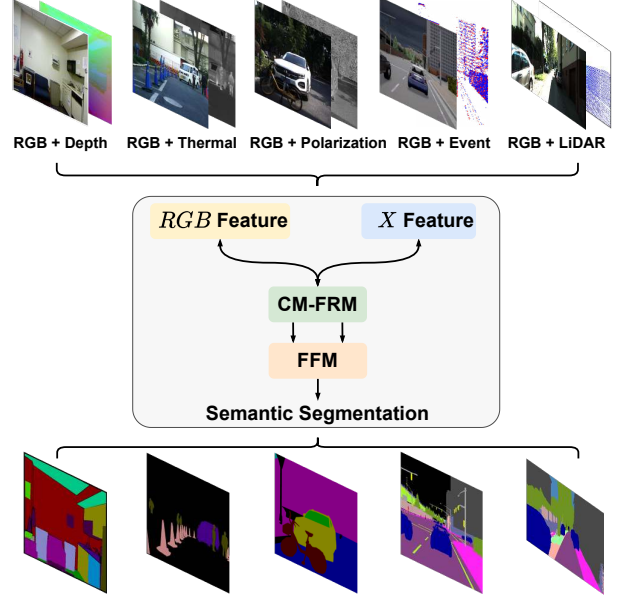 RGB + Depth RGB + Thermal RGB + Polarization RGB + Event RGB + LiDAR
RGB Feature X Feature
CM-FRM
FFM
Semantic Segmentation